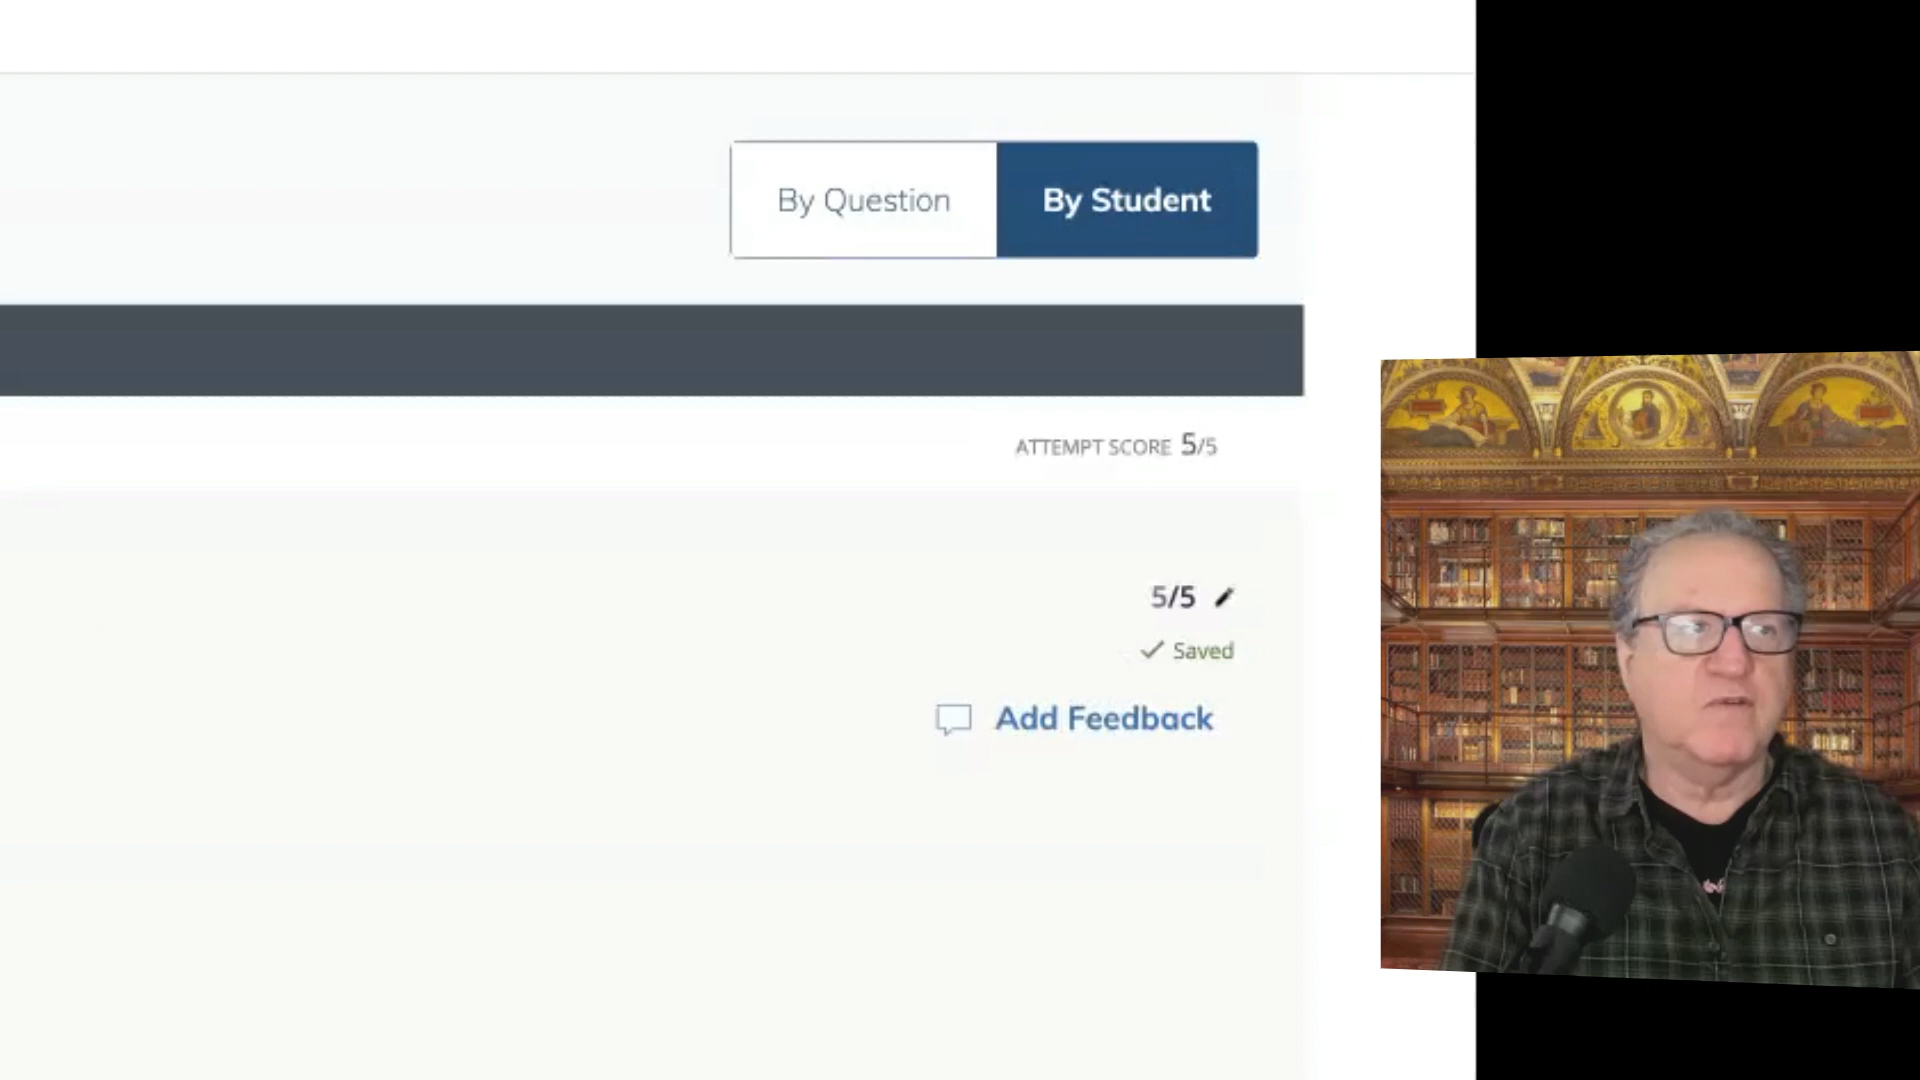 By Question
By Student
ATTEMPT SCORE 5/5
5/5
Saved
Add Feedback